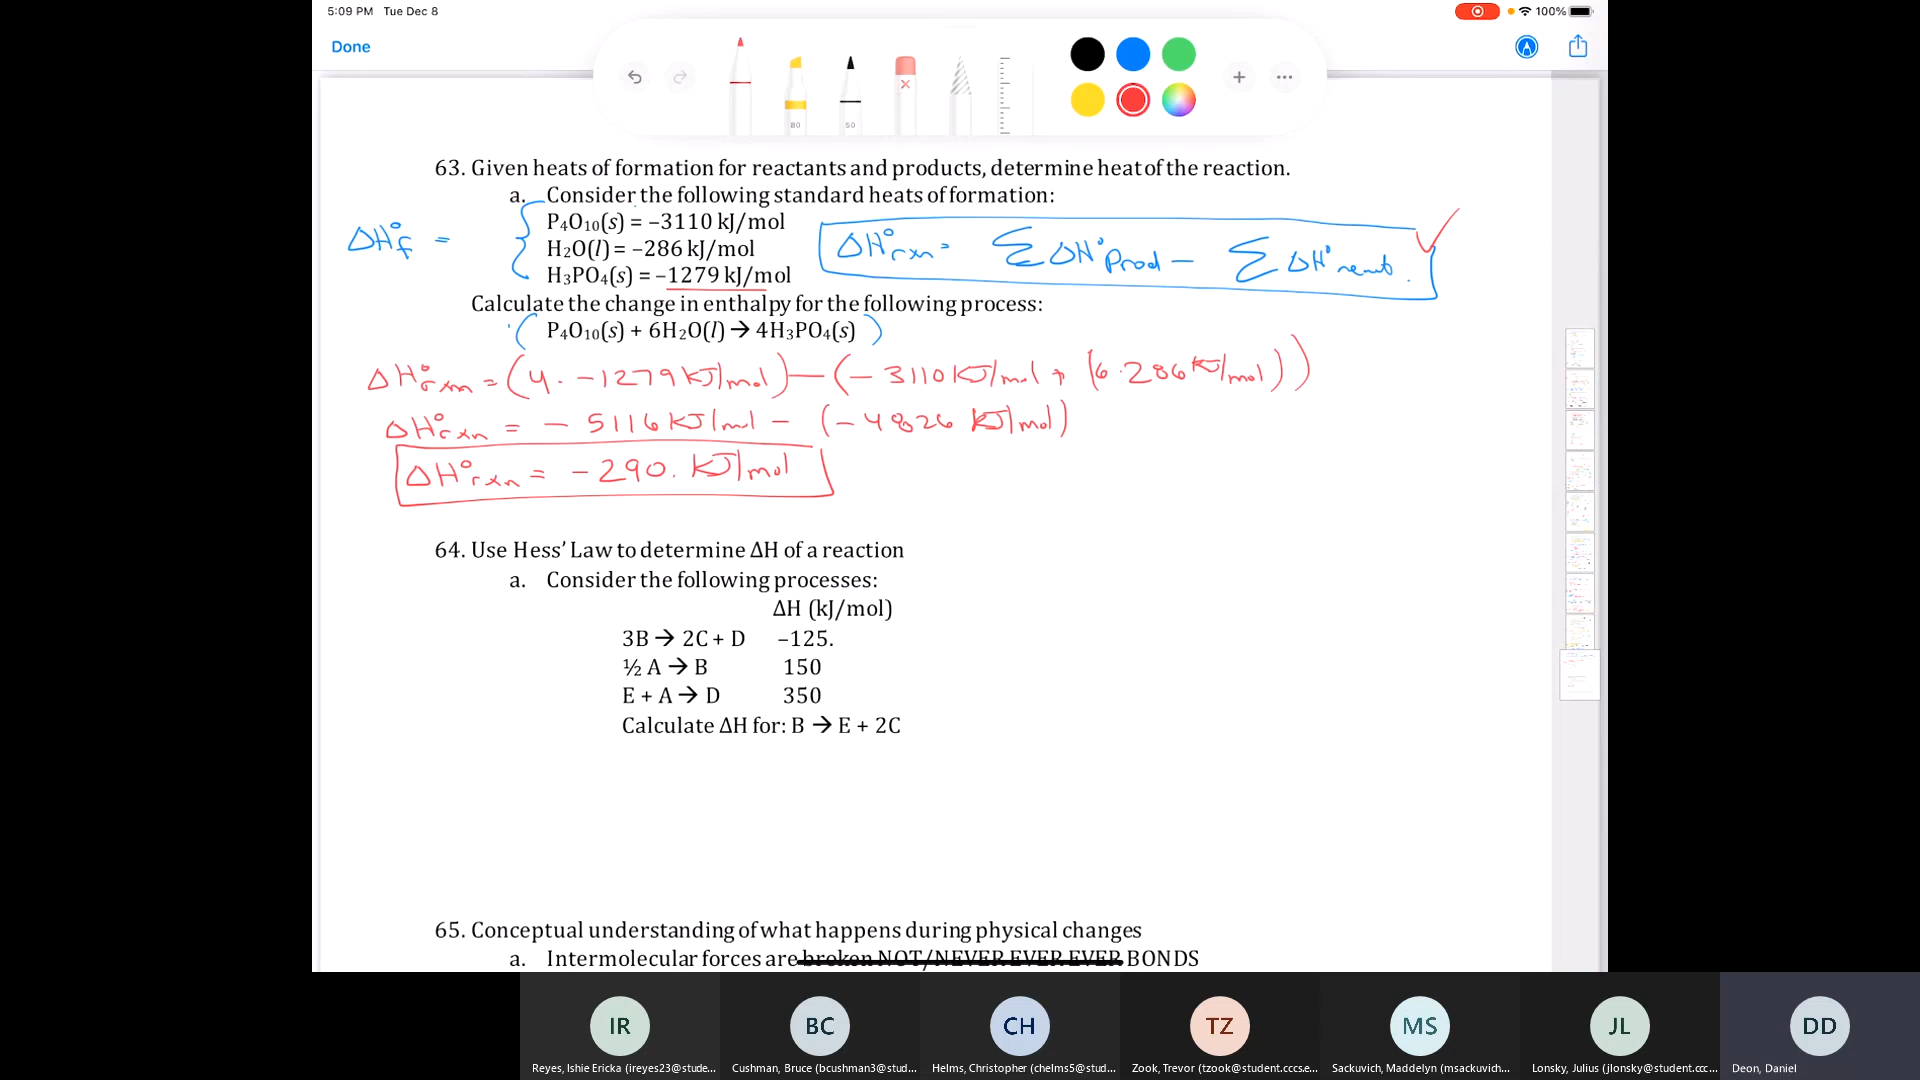 5:09 PM Tue Dec 8
100%
Done
80
50
63. Given heats of formation for reactants and products, determine heat of the reaction.
a. Consider the following standard heats of formation:
P₄O₁₀(s) = –3110 kJ/mol
H₂O(l) = –286 kJ/mol
H₃PO₄(s) = –1279 kJ/mol
ΔH°f =
ΔH°rxn = Σ ΔH°Prod – Σ ΔH°react.
Calculate the change in enthalpy for the following process:
P₄O₁₀(s) + 6H₂O(l) → 4H₃PO₄(s)
ΔH°rxn = (4 · -1279 KJ/mol) — (- 3110 KJ/mol + (6 · 286 KJ/mol))
ΔH°rxn = - 5116 KJ/mol - (-4826 KJ/mol)
ΔH°rxn = -290. KJ/mol
64. Use Hess’ Law to determine ΔH of a reaction
a. Consider the following processes:
ΔH (kJ/mol)
3B → 2C + D –125.
½ A → B 150
E + A → D 350
Calculate ΔH for: B → E + 2C
65. Conceptual understanding of what happens during physical changes
a. Intermolecular forces are broken NOT/NEVER EVER EVER BONDS
IR BC CH TZ MS JL DD
Reyes, Ishie Ericka (ireyes23@stude... Cushman, Bruce (bcushman3@stud... Helms, Christopher (chelms5@stud... Zook, Trevor (tzook@student.cccs.e... Sackuvich, Maddelyn (msackuvich... Lonsky, Julius (jlonsky@student.ccc... Deon, Daniel